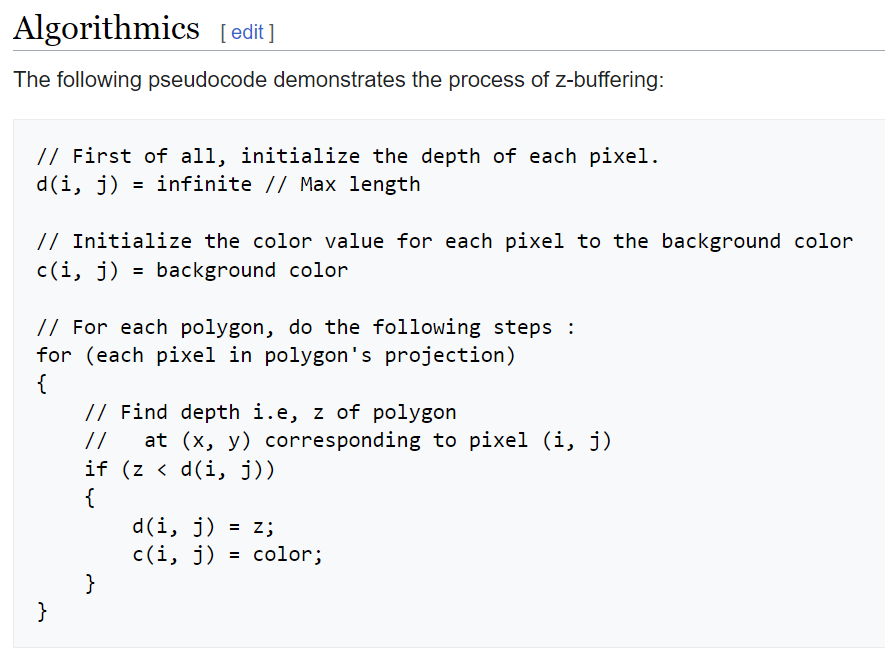 Algorithmics [ edit ]
The following pseudocode demonstrates the process of z-buffering:
// First of all, initialize the depth of each pixel.
d(i, j) = infinite // Max length
// Initialize the color value for each pixel to the background color
c(i, j) = background color
// For each polygon, do the following steps :
for (each pixel in polygon's projection)
{
    // Find depth i.e, z of polygon
    //   at (x, y) corresponding to pixel (i, j)
    if (z < d(i, j))
    {
        d(i, j) = z;
        c(i, j) = color;
    }
}